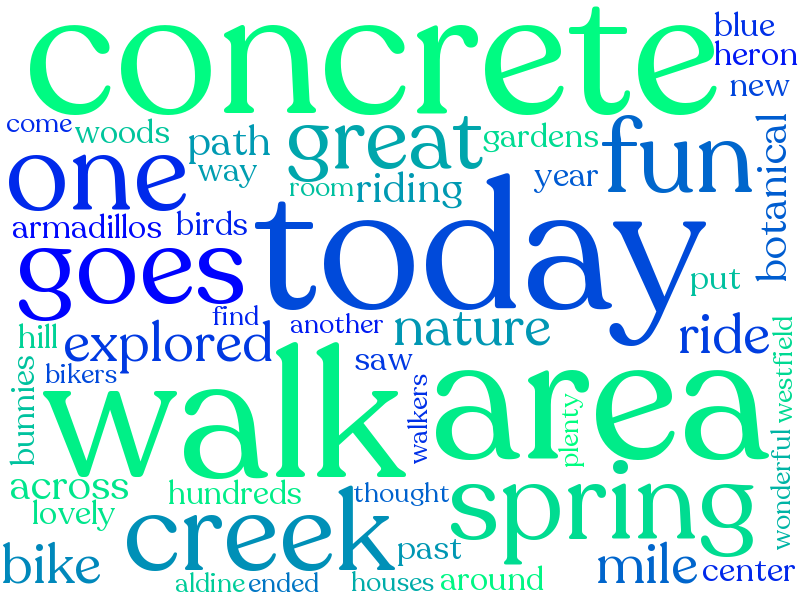 concrete
blue
heron
new
come
woods
path
great
gardens
fun
botanical
one
way
room
riding
year
armadillos
birds
today
goes
put
find
another
nature
ride
hill
explored
saw
bikers
bunnies
walk
walkers
area
plenty
westfield
wonderful
across
hundreds
thought
spring
lovely
creek
past
bike
mile
center
aldine
ended
houses
around